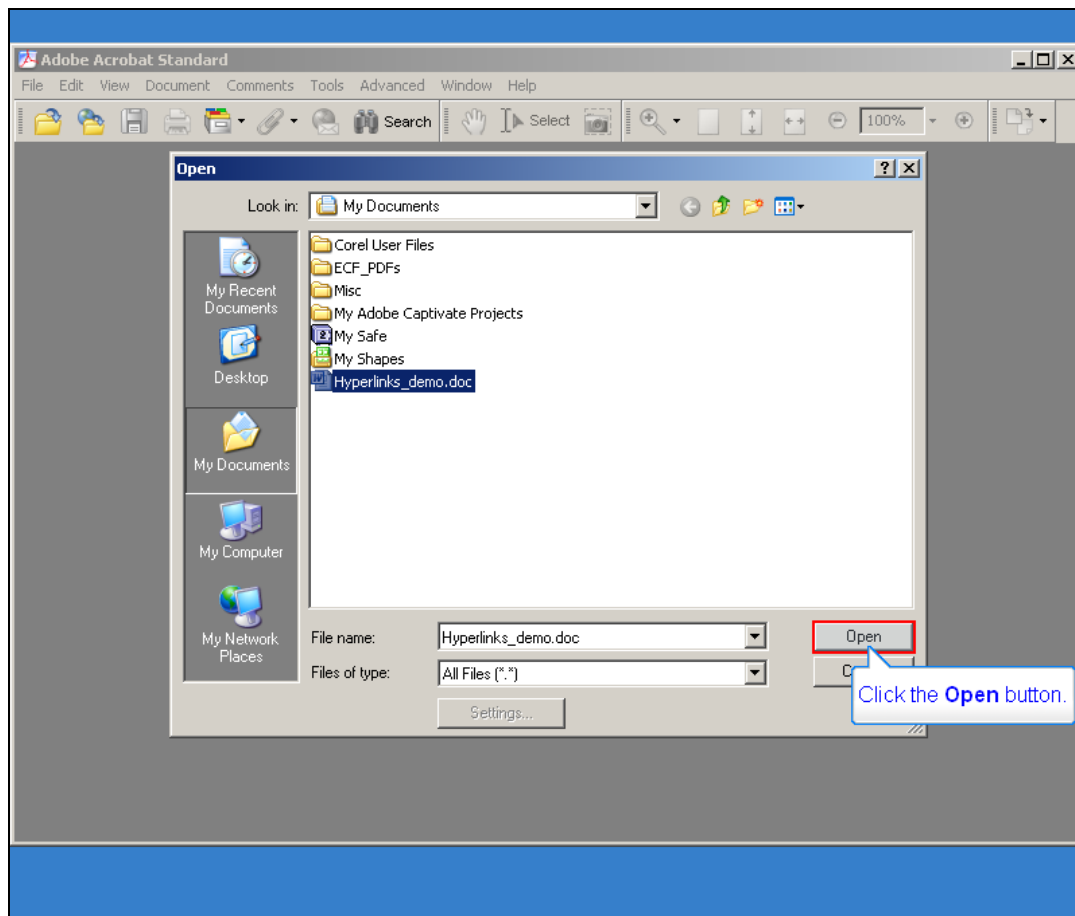 Adobe Acrobat Standard
File Edit View Document Comments Tools Advanced Window Help
Search Select 100%
Open
Look in: My Documents
My Recent Documents
Desktop
My Documents
My Computer
My Network Places
Corel User Files
ECF_PDFs
Misc
My Adobe Captivate Projects
My Safe
My Shapes
Hyperlinks_demo.doc
File name: Hyperlinks_demo.doc Open
Files of type: All Files (*.*)
Click the Open button.
Settings...